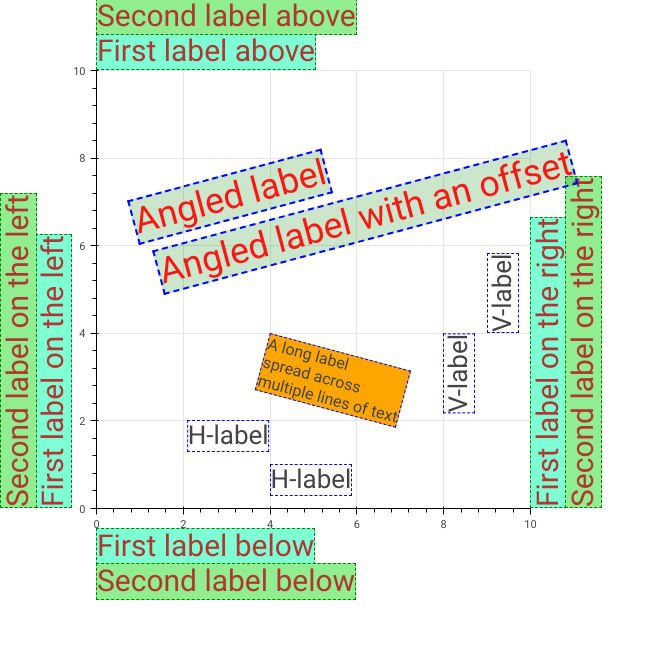 Second label above
First label above
10
8
6
4
2
0
Second label on the left
First label on the left
Angled label
Angled label with an offset
V-label
V-label
A long label
spread across
multiple lines of text
H-label
H-label
First label on the right
Second label on the right
0 2 4 6 8 10
First label below
Second label below